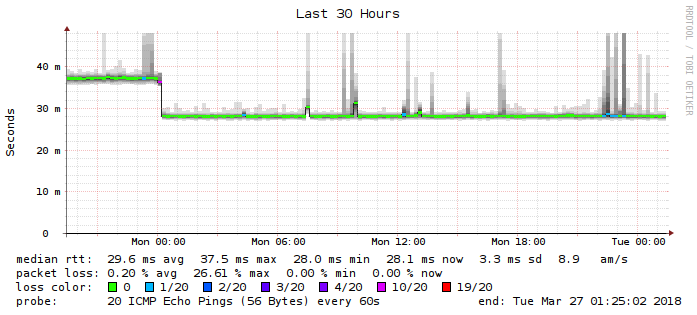 Last 30 Hours
RRDTOOL / TOBI OETIKER
Seconds
40 m
30 m
20 m
10 m
0
Mon 00:00 Mon 06:00 Mon 12:00 Mon 18:00 Tue 00:00
median rtt: 29.6 ms avg 37.5 ms max 28.0 ms min 28.1 ms now 3.3 ms sd 8.9 am/s
packet loss: 0.20 % avg 26.61 % max 0.00 % min 0.00 % now
loss color: 0 1/20 2/20 3/20 4/20 10/20 19/20
probe: 20 ICMP Echo Pings (56 Bytes) every 60s end: Tue Mar 27 01:25:02 2018